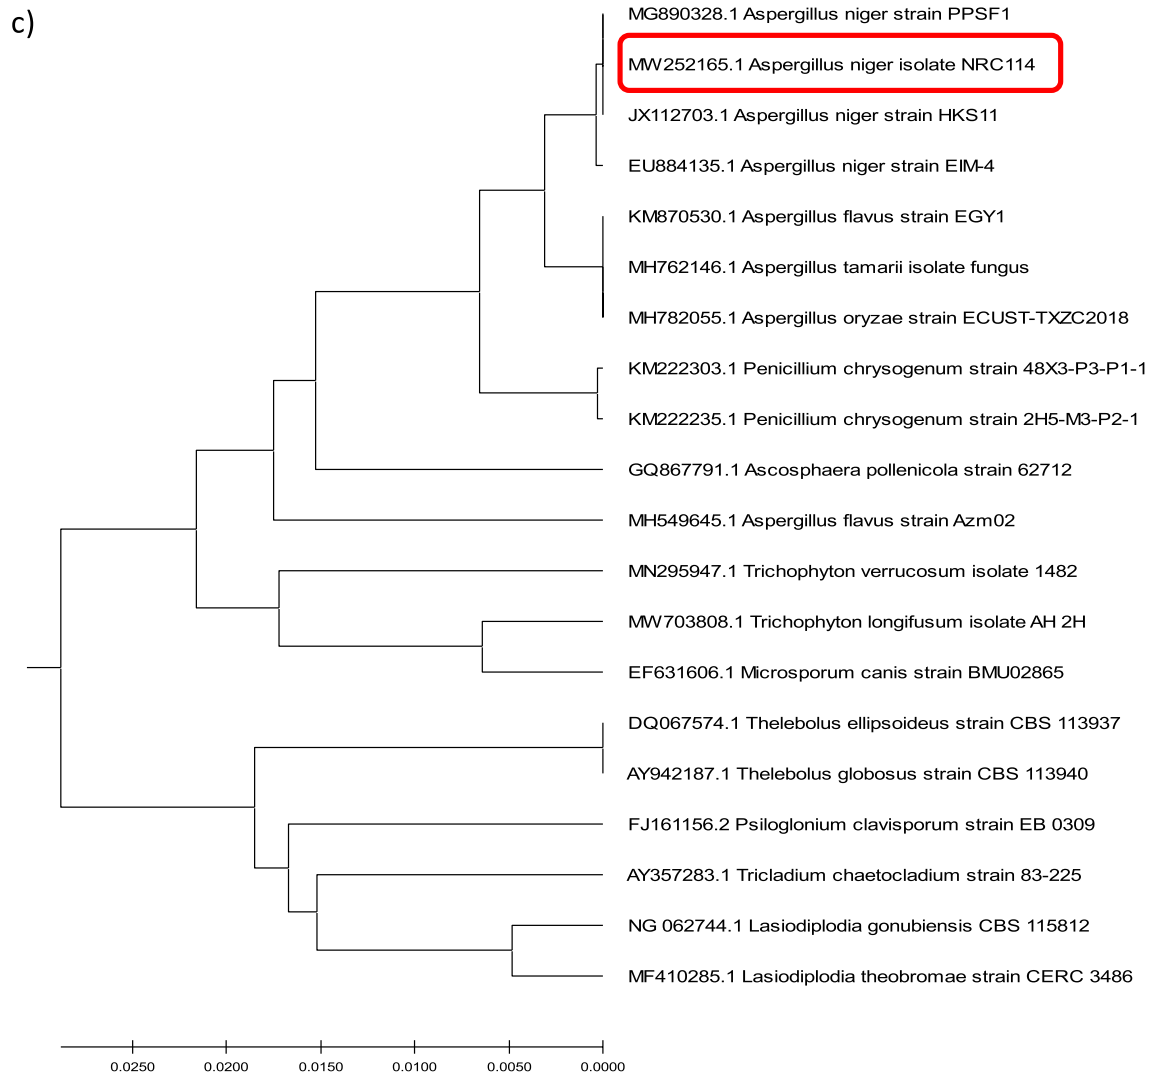 c)
MG890328.1 Aspergillus niger strain PPSF1
MW252165.1 Aspergillus niger isolate NRC114
JX112703.1 Aspergillus niger strain HKS11
EU884135.1 Aspergillus niger strain EIM-4
KM870530.1 Aspergillus flavus strain EGY1
MH762146.1 Aspergillus tamarii isolate fungus
MH782055.1 Aspergillus oryzae strain ECUST-TXZC2018
KM222303.1 Penicillium chrysogenum strain 48X3-P3-P1-1
KM222235.1 Penicillium chrysogenum strain 2H5-M3-P2-1
GQ867791.1 Ascosphaera pollenicola strain 62712
MH549645.1 Aspergillus flavus strain Azm02
MN295947.1 Trichophyton verrucosum isolate 1482
MW703808.1 Trichophyton longifusum isolate AH 2H
EF631606.1 Microsporum canis strain BMU02865
DQ067574.1 Thelebolus ellipsoideus strain CBS 113937
AY942187.1 Thelebolus globosus strain CBS 113940
FJ161156.2 Psiloglonium clavisporum strain EB 0309
AY357283.1 Tricladium chaetocladium strain 83-225
NG 062744.1 Lasiodiplodia gonubiensis CBS 115812
MF410285.1 Lasiodiplodia theobromae strain CERC 3486
0.0250 0.0200 0.0150 0.0100 0.0050 0.0000